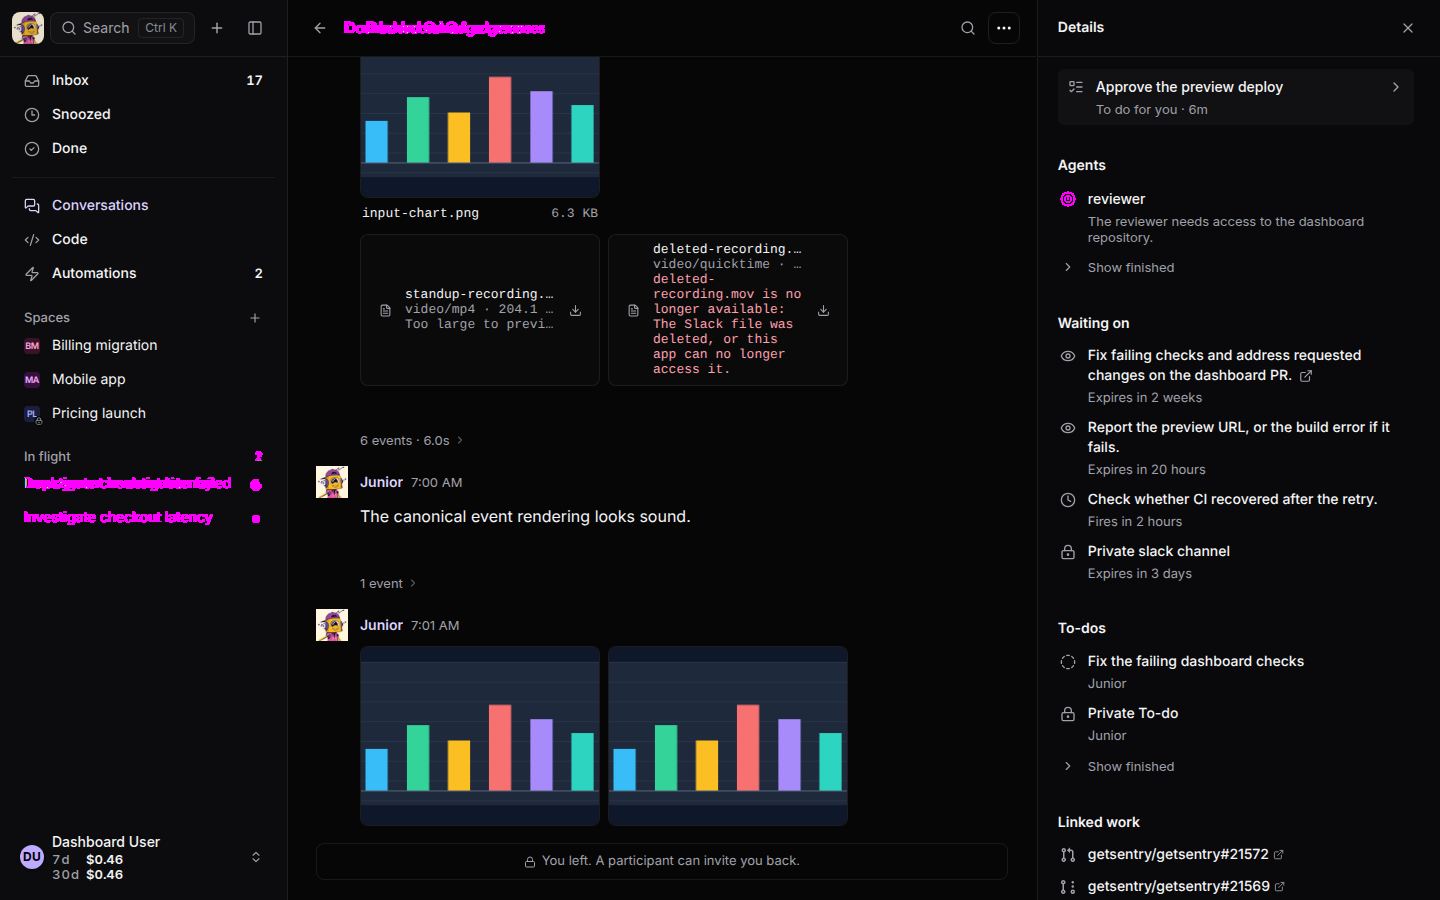 Search Ctrl K
Inbox 17
Snoozed
Done
Conversations
Code
Automations 2
Spaces
BM Billing migration
MA Mobile app
PL Pricing launch
In flight
Investigate checkout latency
DU Dashboard User
7d $0.46
30d $0.46
input-chart.png 6.3 KB
standup-recording.…
video/mp4 · 204.1 …
Too large to previ…
deleted-recording.…
video/quicktime · …
deleted-
recording.mov is no
longer available:
The Slack file was
deleted, or this
app can no longer
access it.
6 events · 6.0s
Junior 7:00 AM
The canonical event rendering looks sound.
1 event
Junior 7:01 AM
You left. A participant can invite you back.
Details
Approve the preview deploy
To do for you · 6m
Agents
reviewer
The reviewer needs access to the dashboard
repository.
Show finished
Waiting on
Fix failing checks and address requested
changes on the dashboard PR.
Expires in 2 weeks
Report the preview URL, or the build error if it
fails.
Expires in 20 hours
Check whether CI recovered after the retry.
Fires in 2 hours
Private slack channel
Expires in 3 days
To-dos
Fix the failing dashboard checks
Junior
Private To-do
Junior
Show finished
Linked work
getsentry/getsentry#21572
getsentry/getsentry#21569